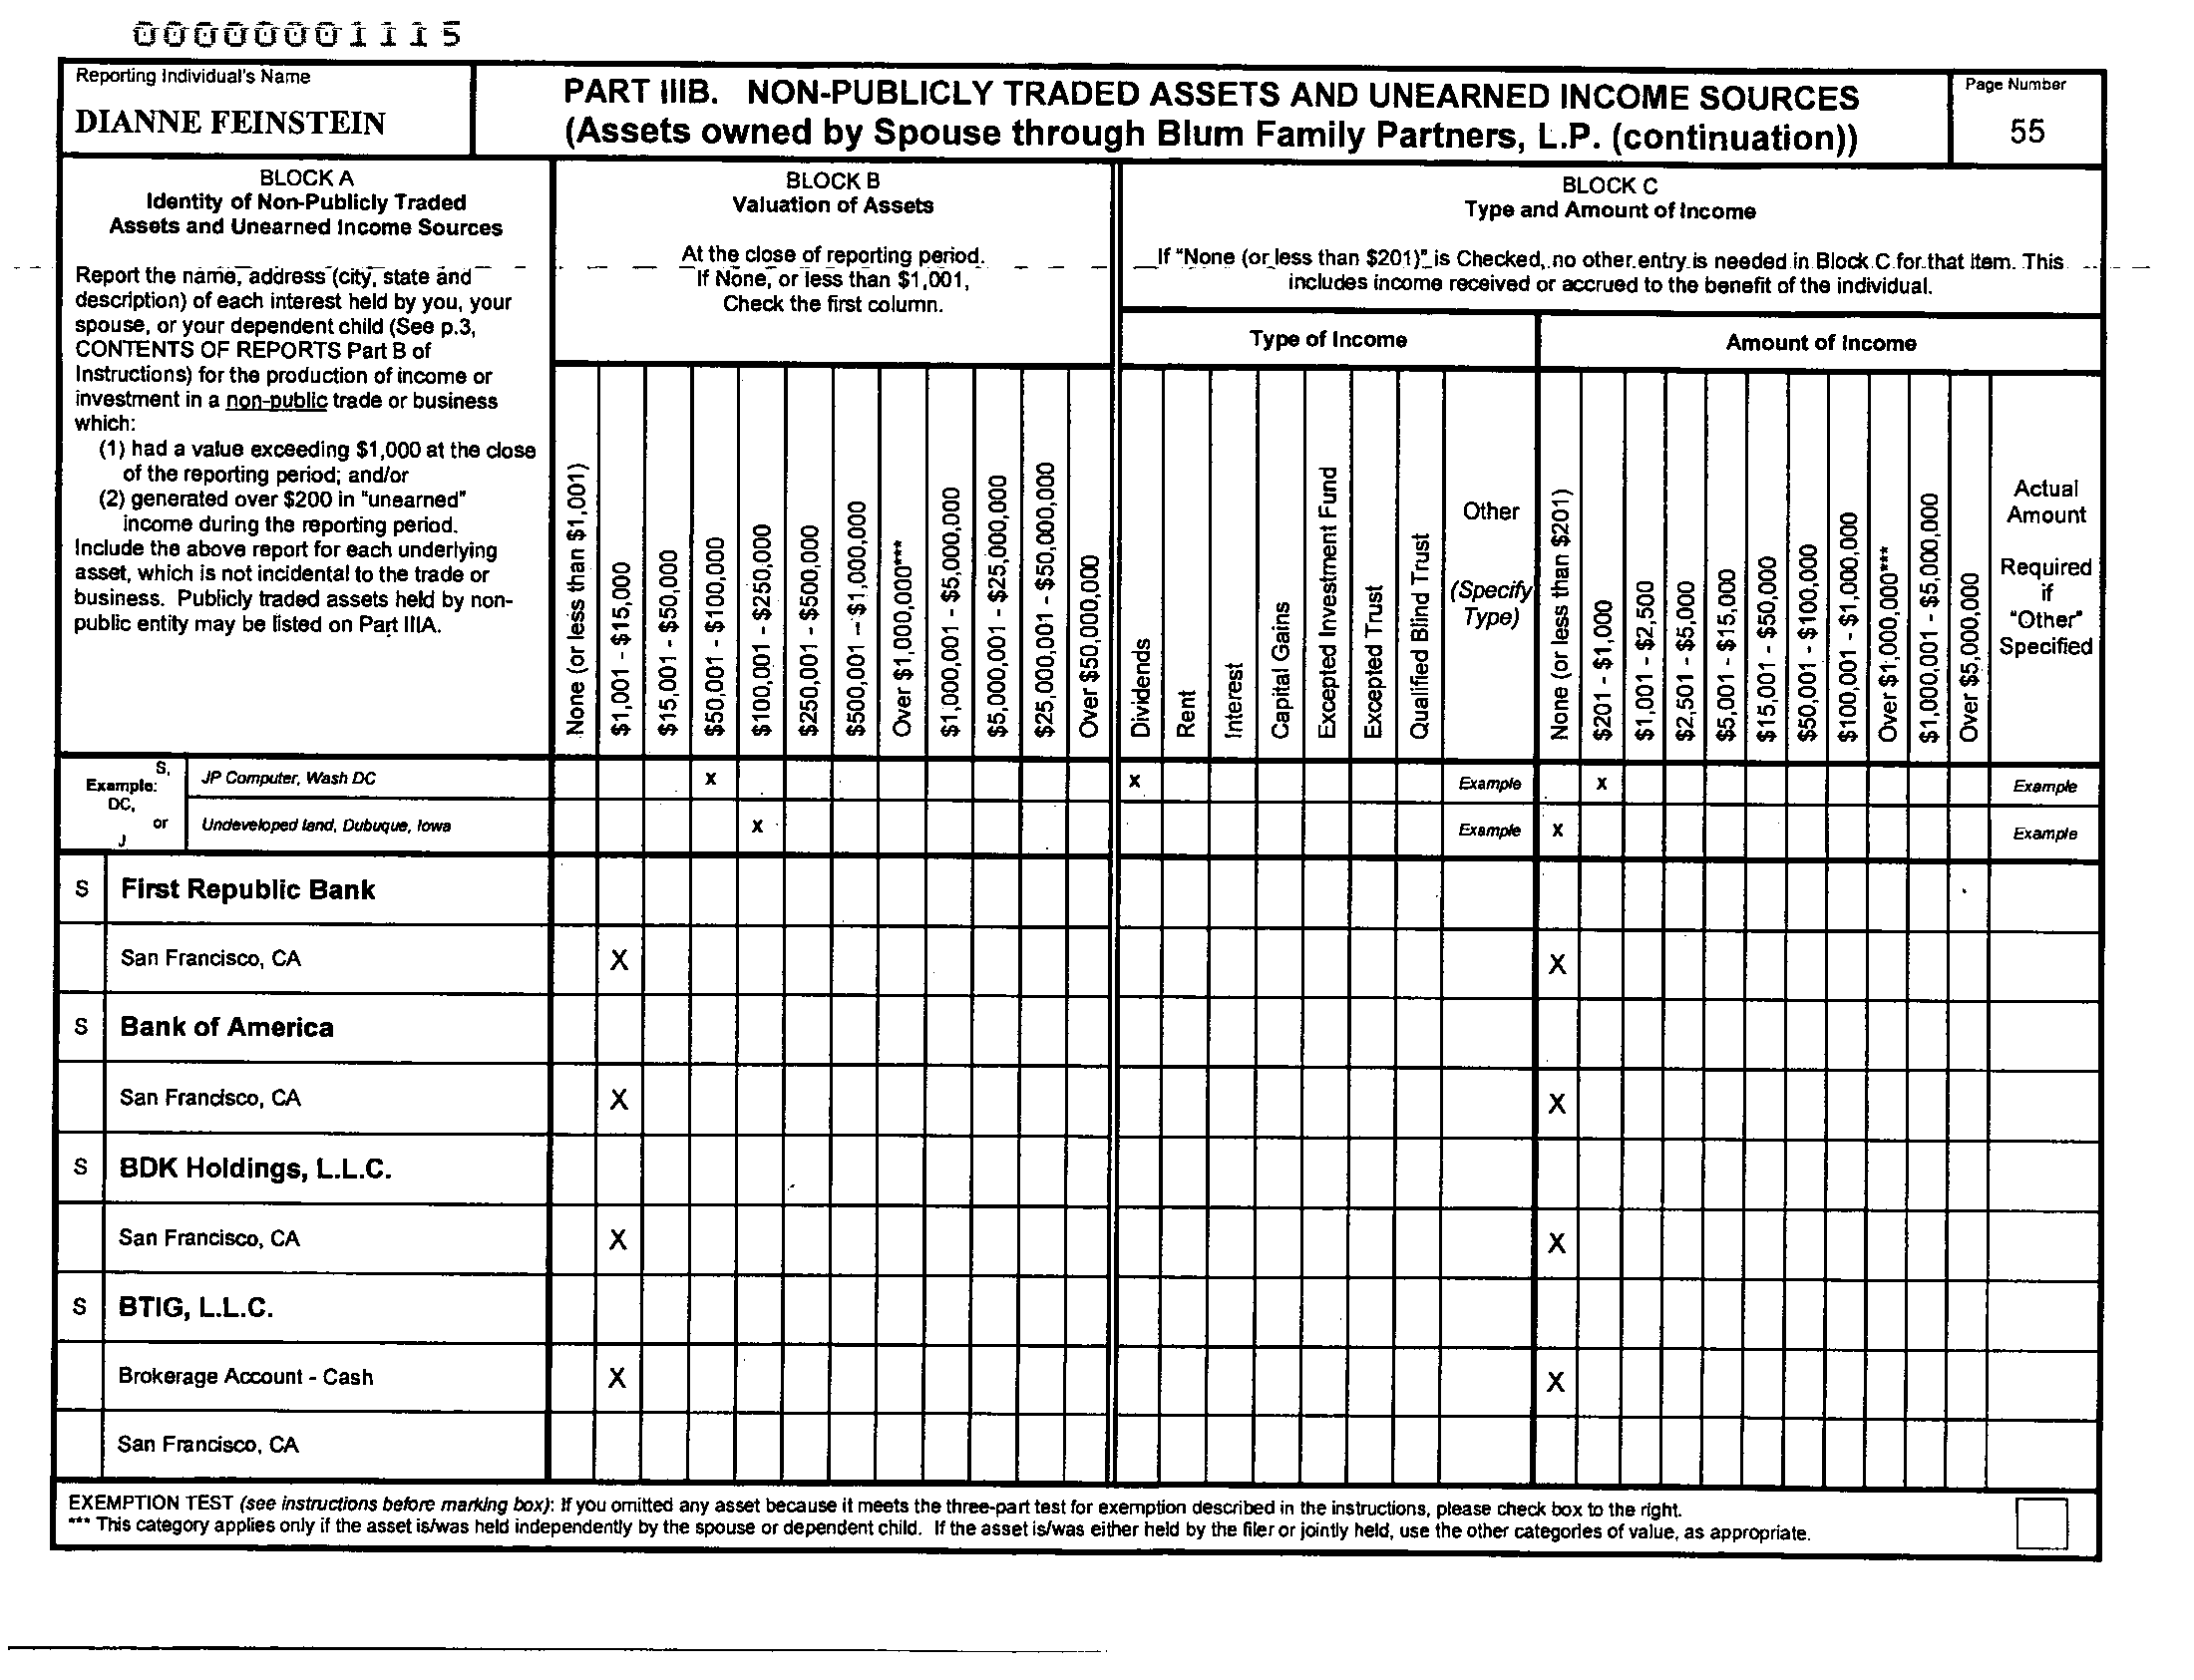 00000001115
Reporting Individual's Name
DIANNE FEINSTEIN
PART IIIB. NON-PUBLICLY TRADED ASSETS AND UNEARNED INCOME SOURCES
(Assets owned by Spouse through Blum Family Partners, L.P. (continuation))
Page Number
55
BLOCK A
Identity of Non-Publicly Traded
Assets and Unearned Income Sources
Report the name, address (city, state and
description) of each interest held by you, your
spouse, or your dependent child (See p.3,
CONTENTS OF REPORTS Part B of
Instructions) for the production of income or
investment in a non-public trade or business
which:
(1) had a value exceeding $1,000 at the close
of the reporting period; and/or
(2) generated over $200 in "unearned"
income during the reporting period.
Include the above report for each underlying
asset, which is not incidental to the trade or
business. Publicly traded assets held by non-
public entity may be listed on Part IIIA.
BLOCK B
Valuation of Assets
At the close of reporting period.
If None, or less than $1,001,
Check the first column.
None (or less than $1,001)
$1,001 - $15,000
$15,001 - $50,000
$50,001 - $100,000
$100,001 - $250,000
$250,001 - $500,000
$500,001 - $1,000,000
Over $1,000,000***
$1,000,001 - $5,000,000
$5,000,001 - $25,000,000
$25,000,001 - $50,000,000
Over $50,000,000
BLOCK C
Type and Amount of Income
If "None (or less than $201)" is Checked, no other entry is needed in Block C for that item. This
includes income received or accrued to the benefit of the individual.
Type of Income
Amount of Income
Dividends
Rent
Interest
Capital Gains
Excepted Investment Fund
Excepted Trust
Qualified Blind Trust
Other
(Specify
Type)
None (or less than $201)
$201 - $1,000
$1,001 - $2,500
$2,501 - $5,000
$5,001 - $15,000
$15,001 - $50,000
$50,001 - $100,000
$100,001 - $1,000,000
Over $1,000,000***
$1,000,001 - $5,000,000
Over $5,000,000
Actual
Amount
Required
if
"Other"
Specified
Example: S,
DC,
or
J
JP Computer, Wash DC X X Example X Example
Undeveloped land, Dubuque, Iowa X Example X Example
S First Republic Bank
San Francisco, CA X X
S Bank of America
San Francisco, CA X X
S BDK Holdings, L.L.C.
San Francisco, CA X X
S BTIG, L.L.C.
Brokerage Account - Cash X X
San Francisco, CA
EXEMPTION TEST (see instructions before marking box): If you omitted any asset because it meets the three-part test for exemption described in the instructions, please check box to the right.
*** This category applies only if the asset is/was held independently by the spouse or dependent child. If the asset is/was either held by the filer or jointly held, use the other categories of value, as appropriate.